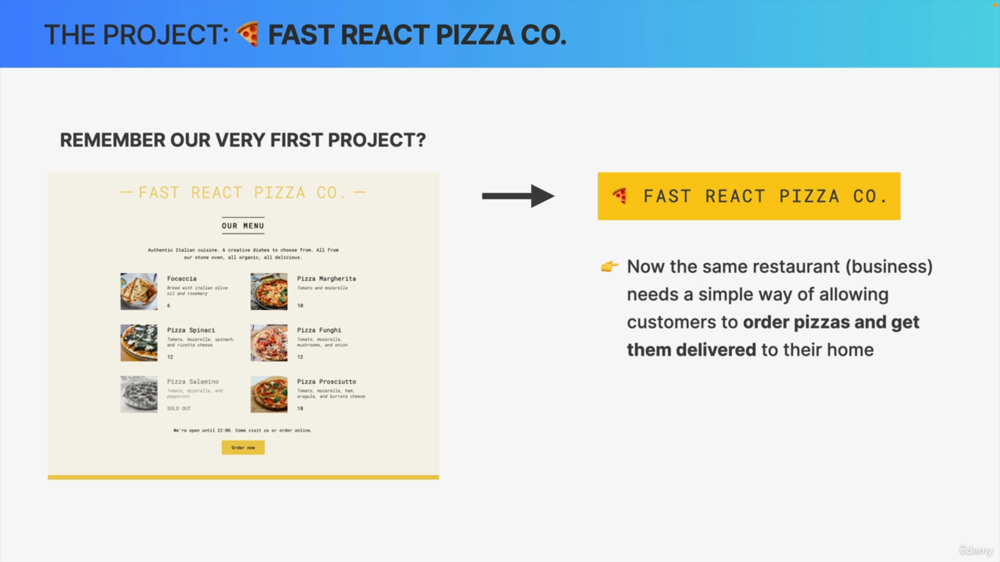 THE PROJECT: 🍕 FAST REACT PIZZA CO.
REMEMBER OUR VERY FIRST PROJECT?
— FAST REACT PIZZA CO. —
OUR MENU
Authentic Italian cuisine. 6 creative dishes to choose from. All from
our stone oven, all organic, all delicious.
Focaccia
Bread with italian olive
oil and rosemary
6
Pizza Margherita
Tomato and mozarella
10
Pizza Spinaci
Tomato, mozarella, spinach,
and ricotta cheese
12
Pizza Funghi
Tomato, mozarella,
mushrooms, and onion
12
Pizza Salamino
Tomato, mozarella, and
pepperoni
SOLD OUT
Pizza Prosciutto
Tomato, mozarella, ham,
aragula, and burrata cheese
18
We're open until 22:00. Come visit us or order online.
Order now
🍕 FAST REACT PIZZA CO.
👉 Now the same restaurant (business)
needs a simple way of allowing
customers to order pizzas and get
them delivered to their home
ûdemy